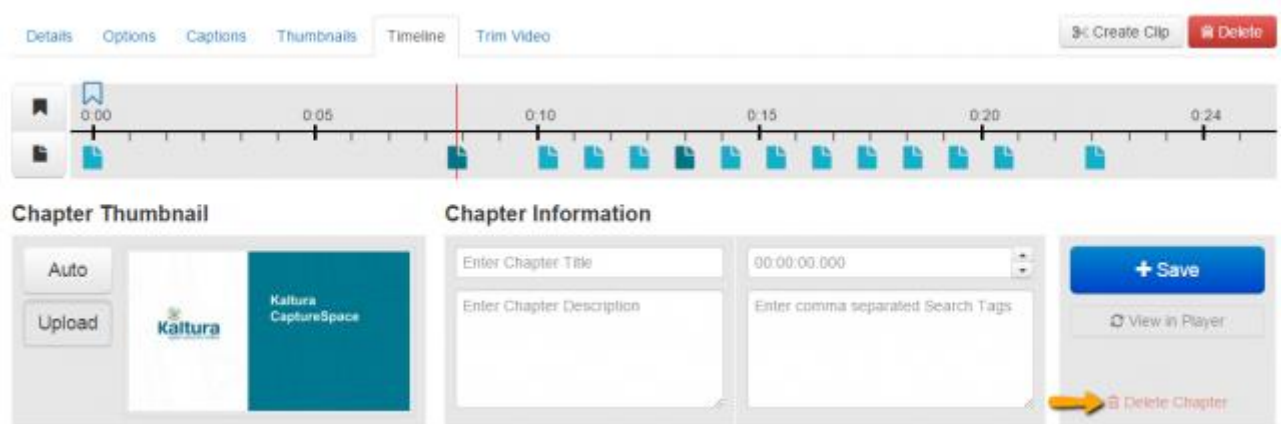 Details Options Captions Thumbnails Timeline Trim Video Create Clip Delete
0:00 0:05 0:10 0:15 0:20 0:24
Chapter Thumbnail
Auto
Upload
Kaltura
Kaltura
CaptureSpace
Chapter Information
Enter Chapter Title
00:00:00.000
Enter Chapter Description
Enter comma separated Search Tags
+ Save
View in Player
Delete Chapter